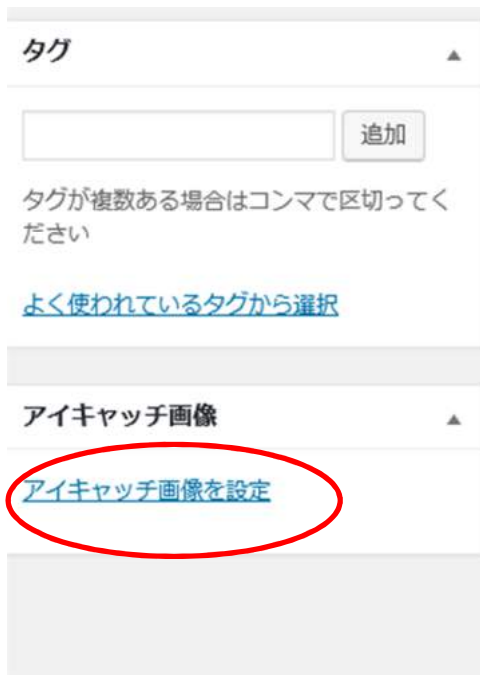 タグ
追加
タグが複数ある場合はコンマで区切ってく
ださい
よく使われているタグから選択
アイキャッチ画像
アイキャッチ画像を設定